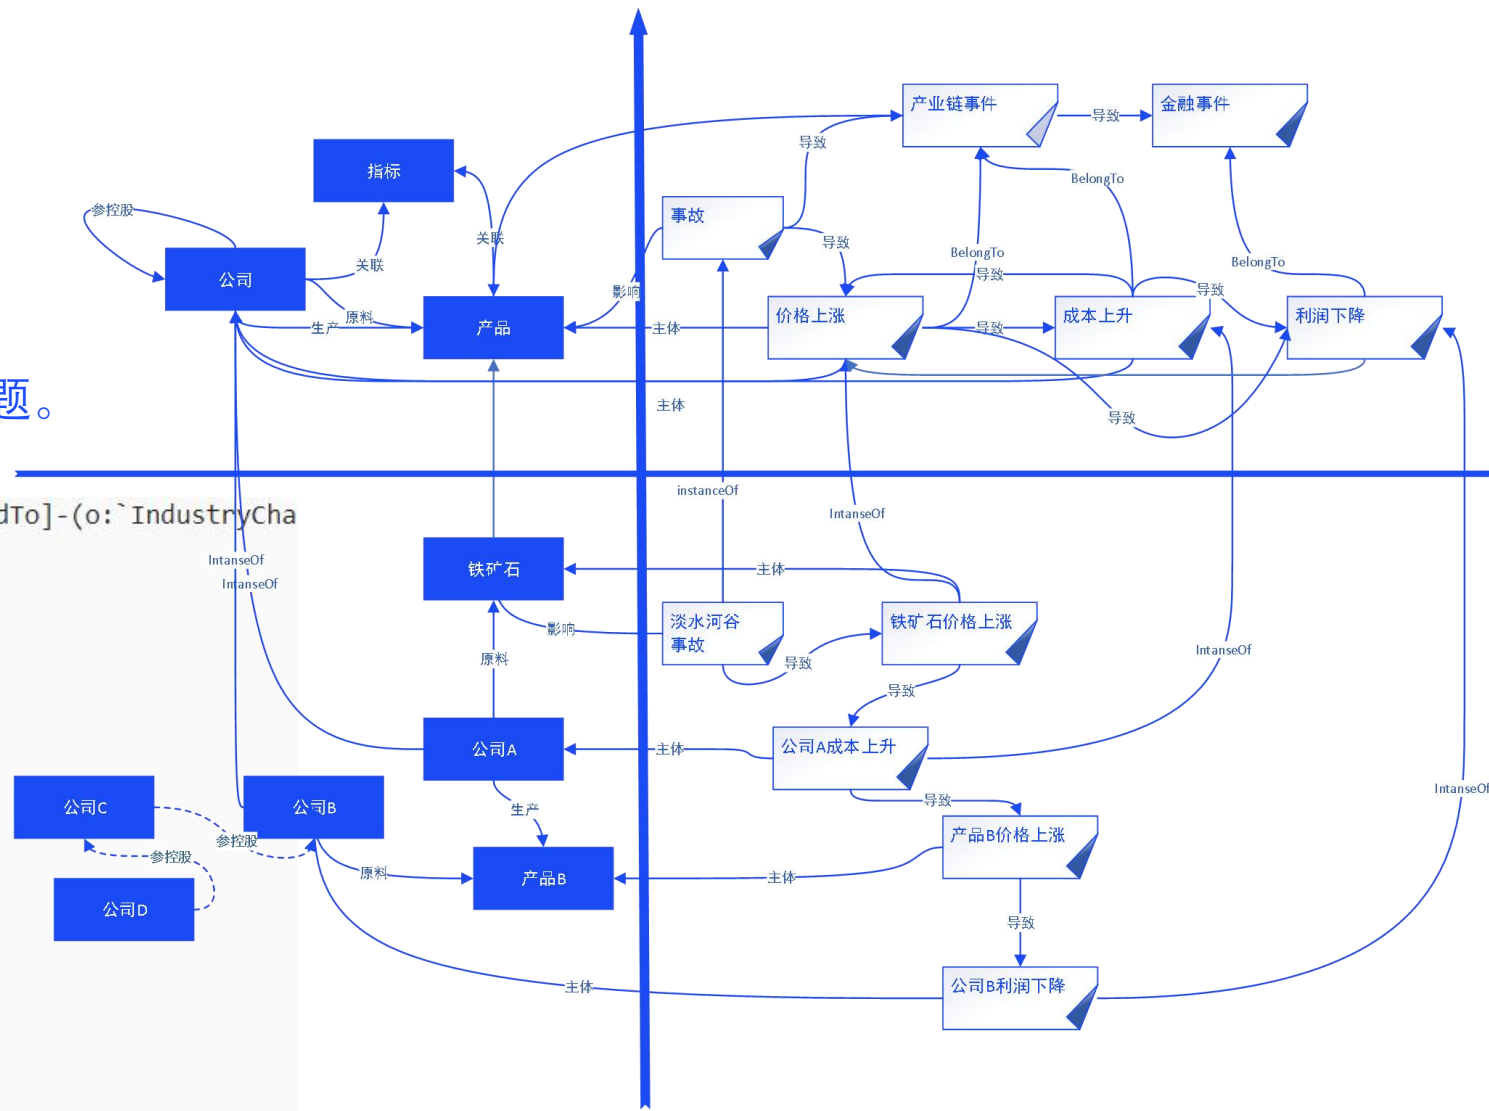 产业链事件
导致
金融事件
导致
指标
BelongTo
参控股
事故
关联
导致
BelongTo
公司
关联
导致
BelongTo
导致
影响
原料
生产
产品
主体
价格上涨
导致
成本上升
利润下降
题。
主体
导致
instanceOf
IntanseOf
dTo]-(o:`IndustryCha
IntanseOf
IntanseOf
铁矿石
主体
影响
淡水河谷
事故
铁矿石价格上涨
原料
导致
IntanseOf
导致
公司A
主体
公司A成本上升
IntanseOf
公司C
公司B
生产
导致
参控股
参控股
产品B价格上涨
原料
产品B
主体
公司D
导致
主体
公司B利润下降